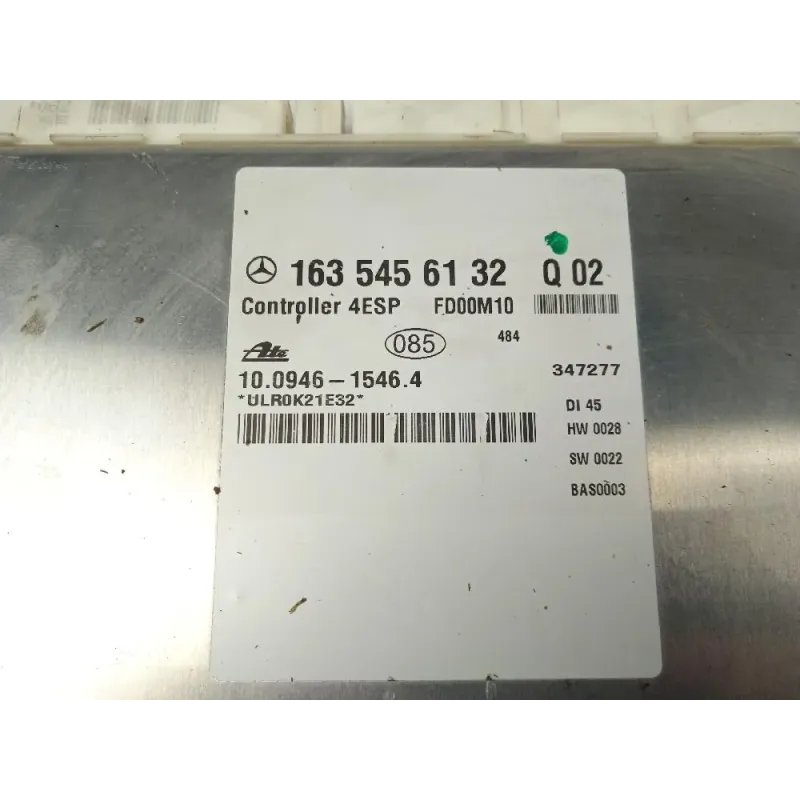 163 545 61 32 Q 02
Controller 4ESP FD00M10
Ate 085 484
10.0946-1546.4 347277
*ULR0K21E32*
DI 45
HW 0028
SW 0022
BAS0003